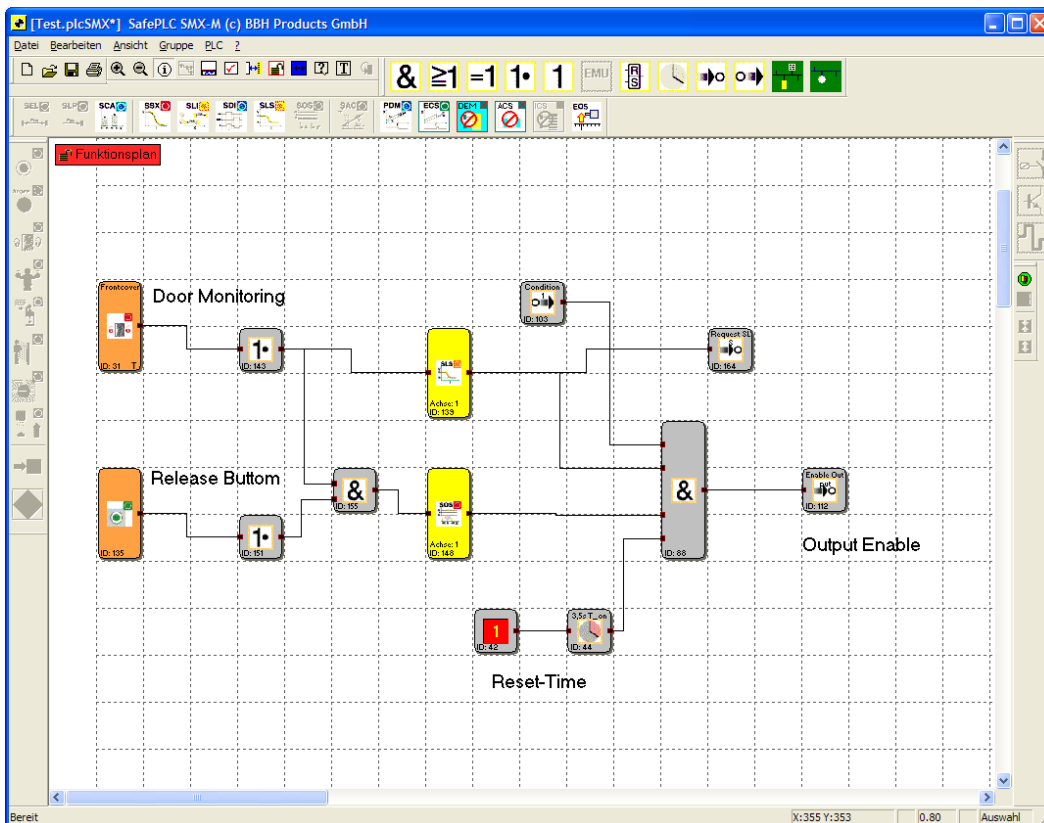 [Test.plcSMX*] SafePLC SMX-M (c) BBH Products GmbH
Datei Bearbeiten Ansicht Gruppe PLC ?
& ≧1 =1 1• 1 EMU R S
SEL SLP SCA SSX SLI SDI SLS SOS SAC PDM ECS DEM ACS ICS EOS
Funktionsplan
Frontcover
Door Monitoring
Condition
1
ID: 103
Request SL
ID: 31 T
1•
ID: 143
SLS
Achse: 1
ID: 139
ID: 164
Release Buttom
&
ID: 155
SOS
Achse: 1
ID: 148
&
ID: 88
Enable Out
put
ID: 112
ID: 135
1•
ID: 151
Output Enable
1
ID: 42
3,5s T_on
ID: 44
Reset-Time
Bereit X:355 Y:353 0.80 Auswahl